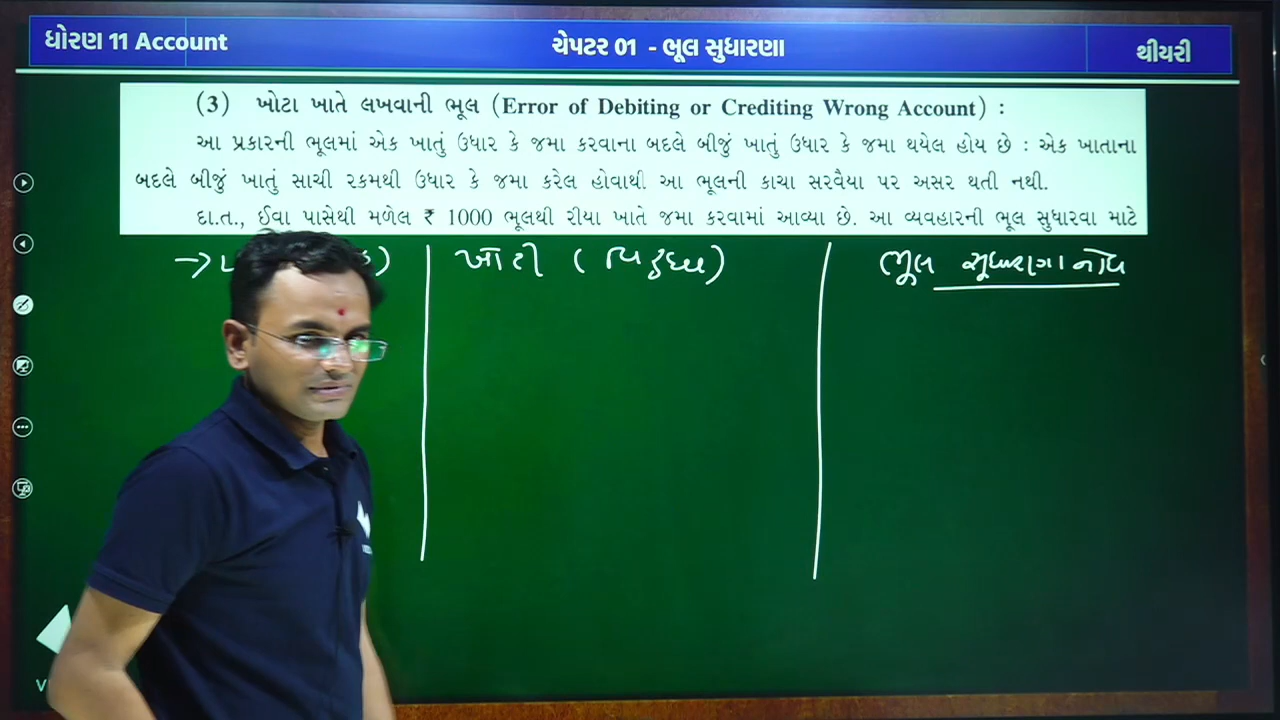 ધોરણ 11 Account
ચેપટર 01 - ભૂલ સુધારણા
થીયરી
(3) ખોટા ખાતે લખવાની ભૂલ (Error of Debiting or Crediting Wrong Account) :
આ પ્રકારની ભૂલમાં એક ખાતું ઉધાર કે જમા કરવાના બદલે બીજું ખાતું ઉધાર કે જમા થયેલ હોય છે : એક ખાતાના
બદલે બીજું ખાતું સાચી રકમથી ઉધાર કે જમા કરેલ હોવાથી આ ભૂલની કાચા સરવૈયા પર અસર થતી નથી.
દા.ત., ઈવા પાસેથી મળેલ ₹ 1000 ભૂલથી રીયા ખાતે જમા કરવામાં આવ્યા છે. આ વ્યવહારની ભૂલ સુધારવા માટે
ખોટી (વિરુધ્ધ)
ભૂલ સુધારણા નોંધ